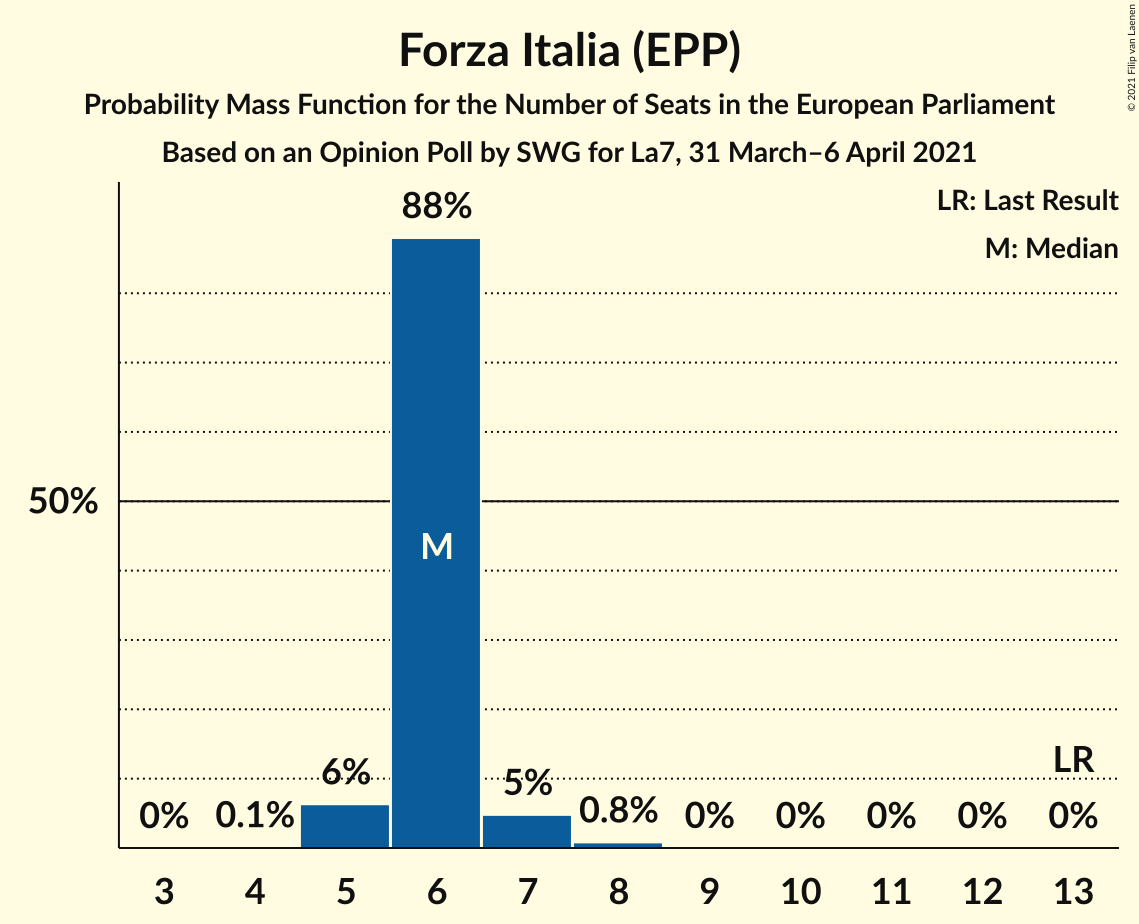 Forza Italia (EPP)
Probability Mass Function for the Number of Seats in the European Parliament
Based on an Opinion Poll by SWG for La7, 31 March–6 April 2021
© 2021 Filip van Laenen
LR: Last Result
M: Median
88%
50%
M
6%
5%
LR
0%
0.1%
0.8%
0%
0%
0%
0%
0%
3 4 5 6 7 8 9 10 11 12 13